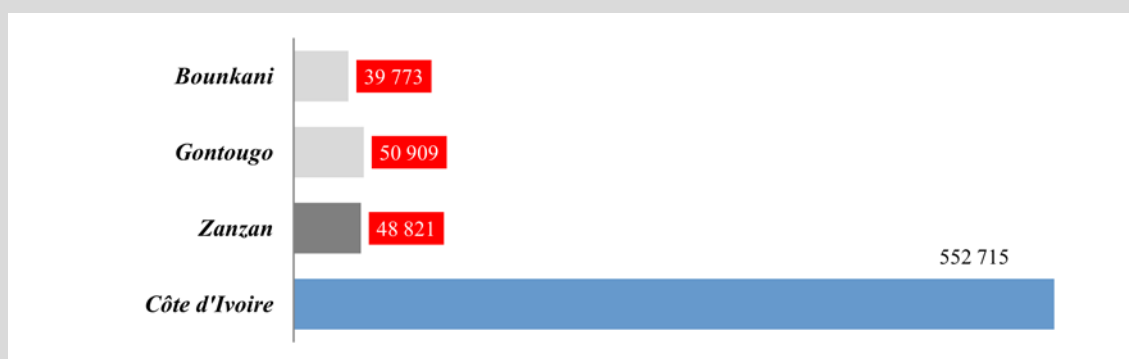 Bounkani 39 773
Gontougo 50 909
Zanzan 48 821
552 715
Côte d'Ivoire